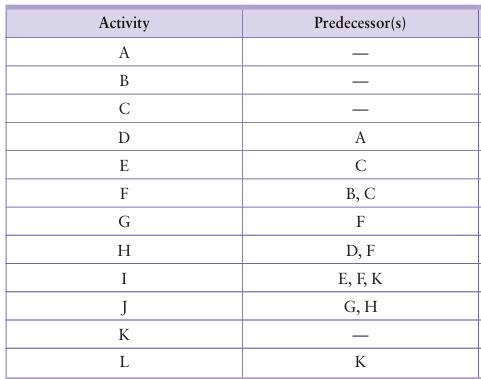 Activity Predecessor(s)
A —
B —
C —
D A
E C
F B, C
G F
H D, F
I E, F, K
J G, H
K —
L K